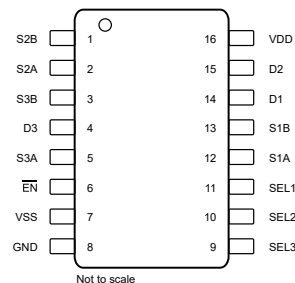 S2B 1 16 VDD
S2A 2 15 D2
S3B 3 14 D1
D3 4 13 S1B
S3A 5 12 S1A
EN 6 11 SEL1
VSS 7 10 SEL2
GND 8 9 SEL3
Not to scale